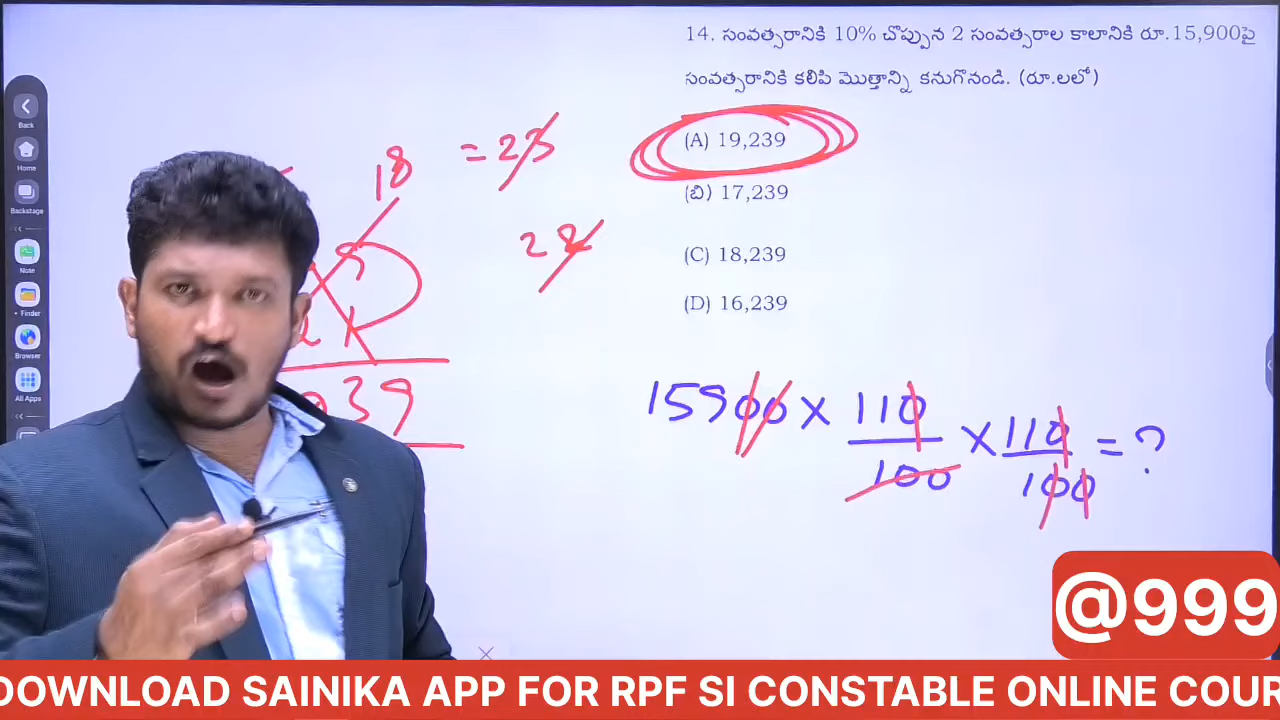 14. సంవత్సరానికి 10% చొప్పున 2 సంవత్సరాల కాలానికి రూ.15,900పై
సంవత్సరానికి కలిపి మొత్తాన్ని కనుగొనండి. (రూ.లలో)
(A) 19,239
(బి) 17,239
(C) 18,239
(D) 16,239
18 = 23
28
39
15900 x 110/100 x 110/100 = ?
Back
Home
Backstage
Note
Finder
Browser
All Apps
@999
DOWNLOAD SAINIKA APP FOR RPF SI CONSTABLE ONLINE COUR